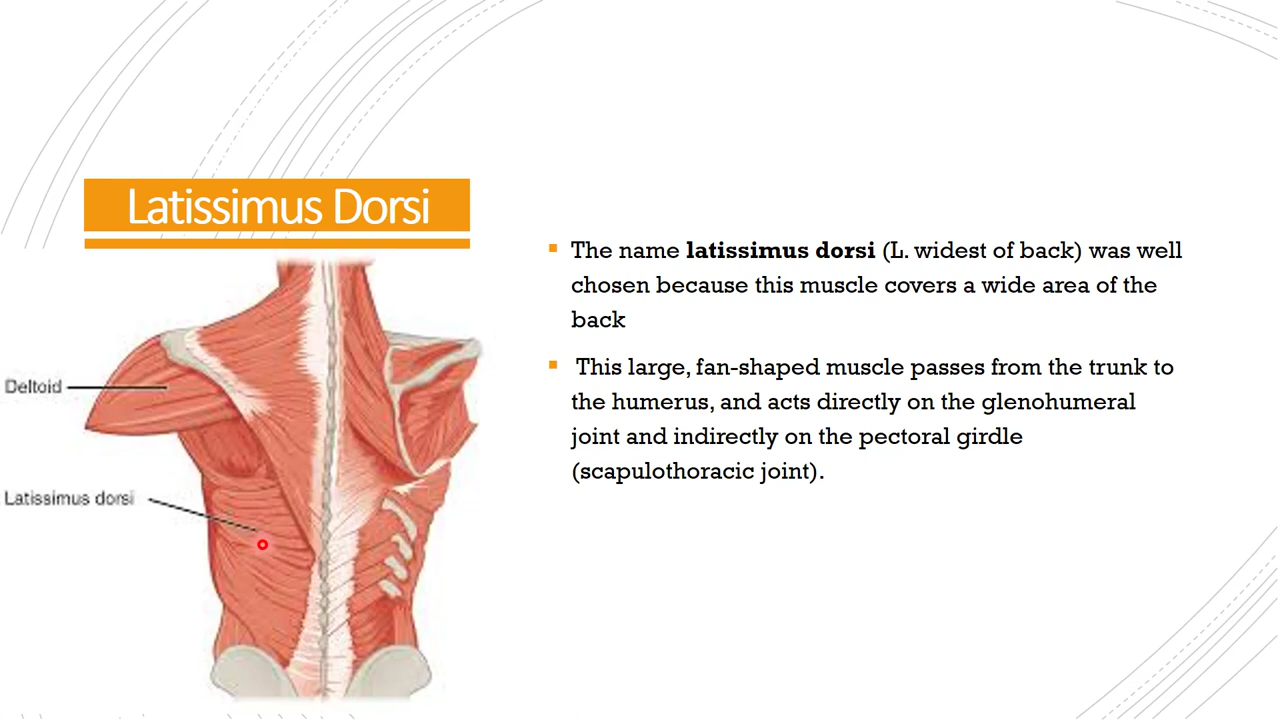 Latissimus Dorsi
Deltoid
Latissimus dorsi
The name latissimus dorsi (L. widest of back) was well
chosen because this muscle covers a wide area of the
back
This large, fan-shaped muscle passes from the trunk to
the humerus, and acts directly on the glenohumeral
joint and indirectly on the pectoral girdle
(scapulothoracic joint).